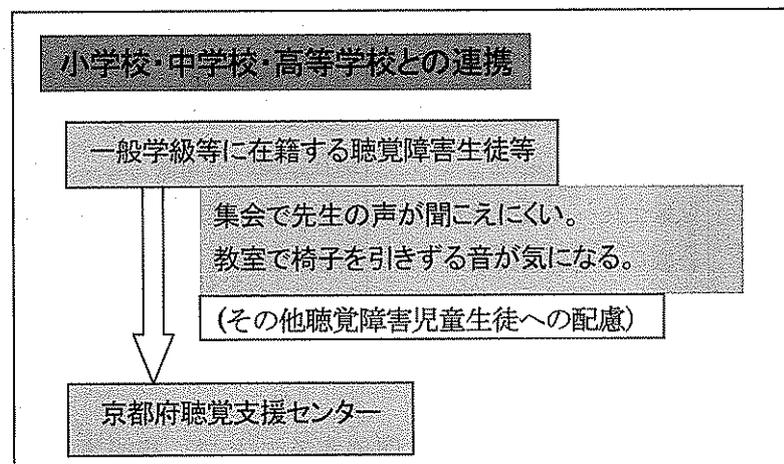 小学校・中学校・高等学校との連携
一般学級等に在籍する聴覚障害生徒等
集会で先生の声が聞こえにくい。
教室で椅子を引きずる音が気になる。
(その他聴覚障害児童生徒への配慮)
京都府聴覚支援センター